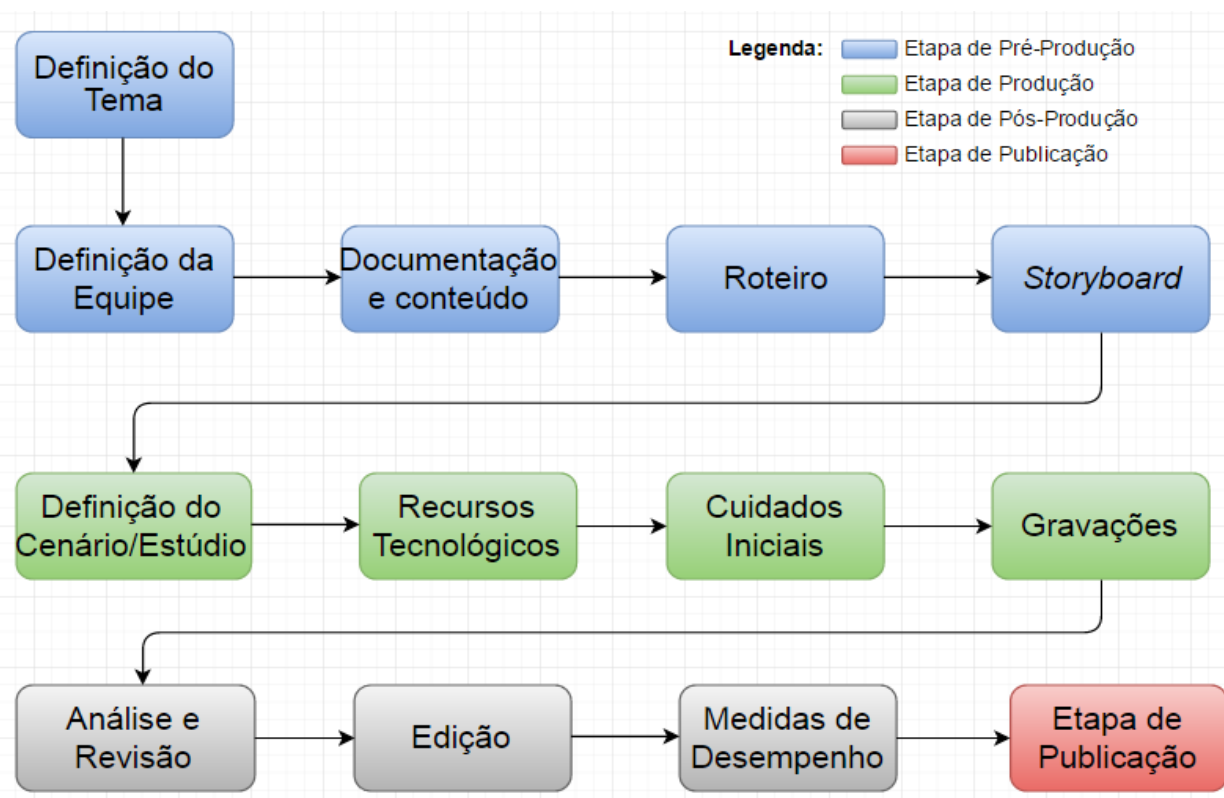 Definição do
Tema
Legenda:
Etapa de Pré-Produção
Etapa de Produção
Etapa de Pós-Produção
Etapa de Publicação
Definição da
Equipe
Documentação
e conteúdo
Roteiro
Storyboard
Definição do
Cenário/Estúdio
Recursos
Tecnológicos
Cuidados
Iniciais
Gravações
Análise e
Revisão
Edição
Medidas de
Desempenho
Etapa de
Publicação